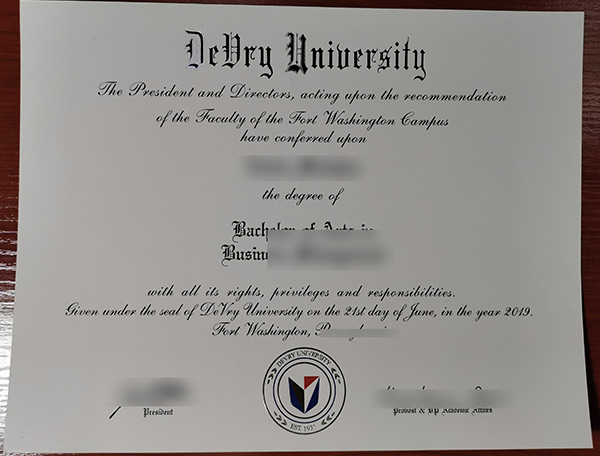 DeVry University
The President and Directors, acting upon the recommendation
of the Faculty of the Fort Washington Campus
have conferred upon
the degree of
Bachelor of Arts in
Business
with all its rights, privileges and responsibilities.
Given under the seal of DeVry University on the 21st day of June, in the year 2019.
Fort Washington,
DEVRY UNIVERSITY
EST. 1931
President
Provost & VP Academic Affairs